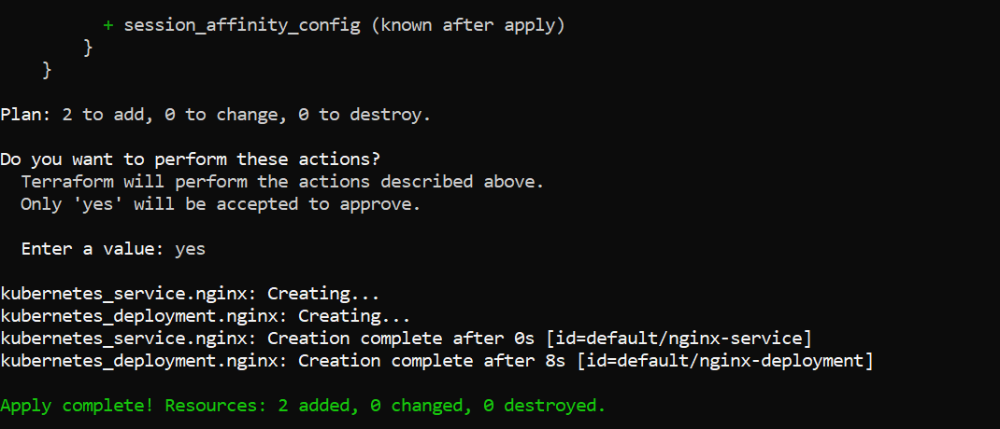 + session_affinity_config (known after apply)
}
}
Plan: 2 to add, 0 to change, 0 to destroy.
Do you want to perform these actions?
Terraform will perform the actions described above.
Only 'yes' will be accepted to approve.
Enter a value: yes
kubernetes_service.nginx: Creating...
kubernetes_deployment.nginx: Creating...
kubernetes_service.nginx: Creation complete after 0s [id=default/nginx-service]
kubernetes_deployment.nginx: Creation complete after 8s [id=default/nginx-deployment]
Apply complete! Resources: 2 added, 0 changed, 0 destroyed.